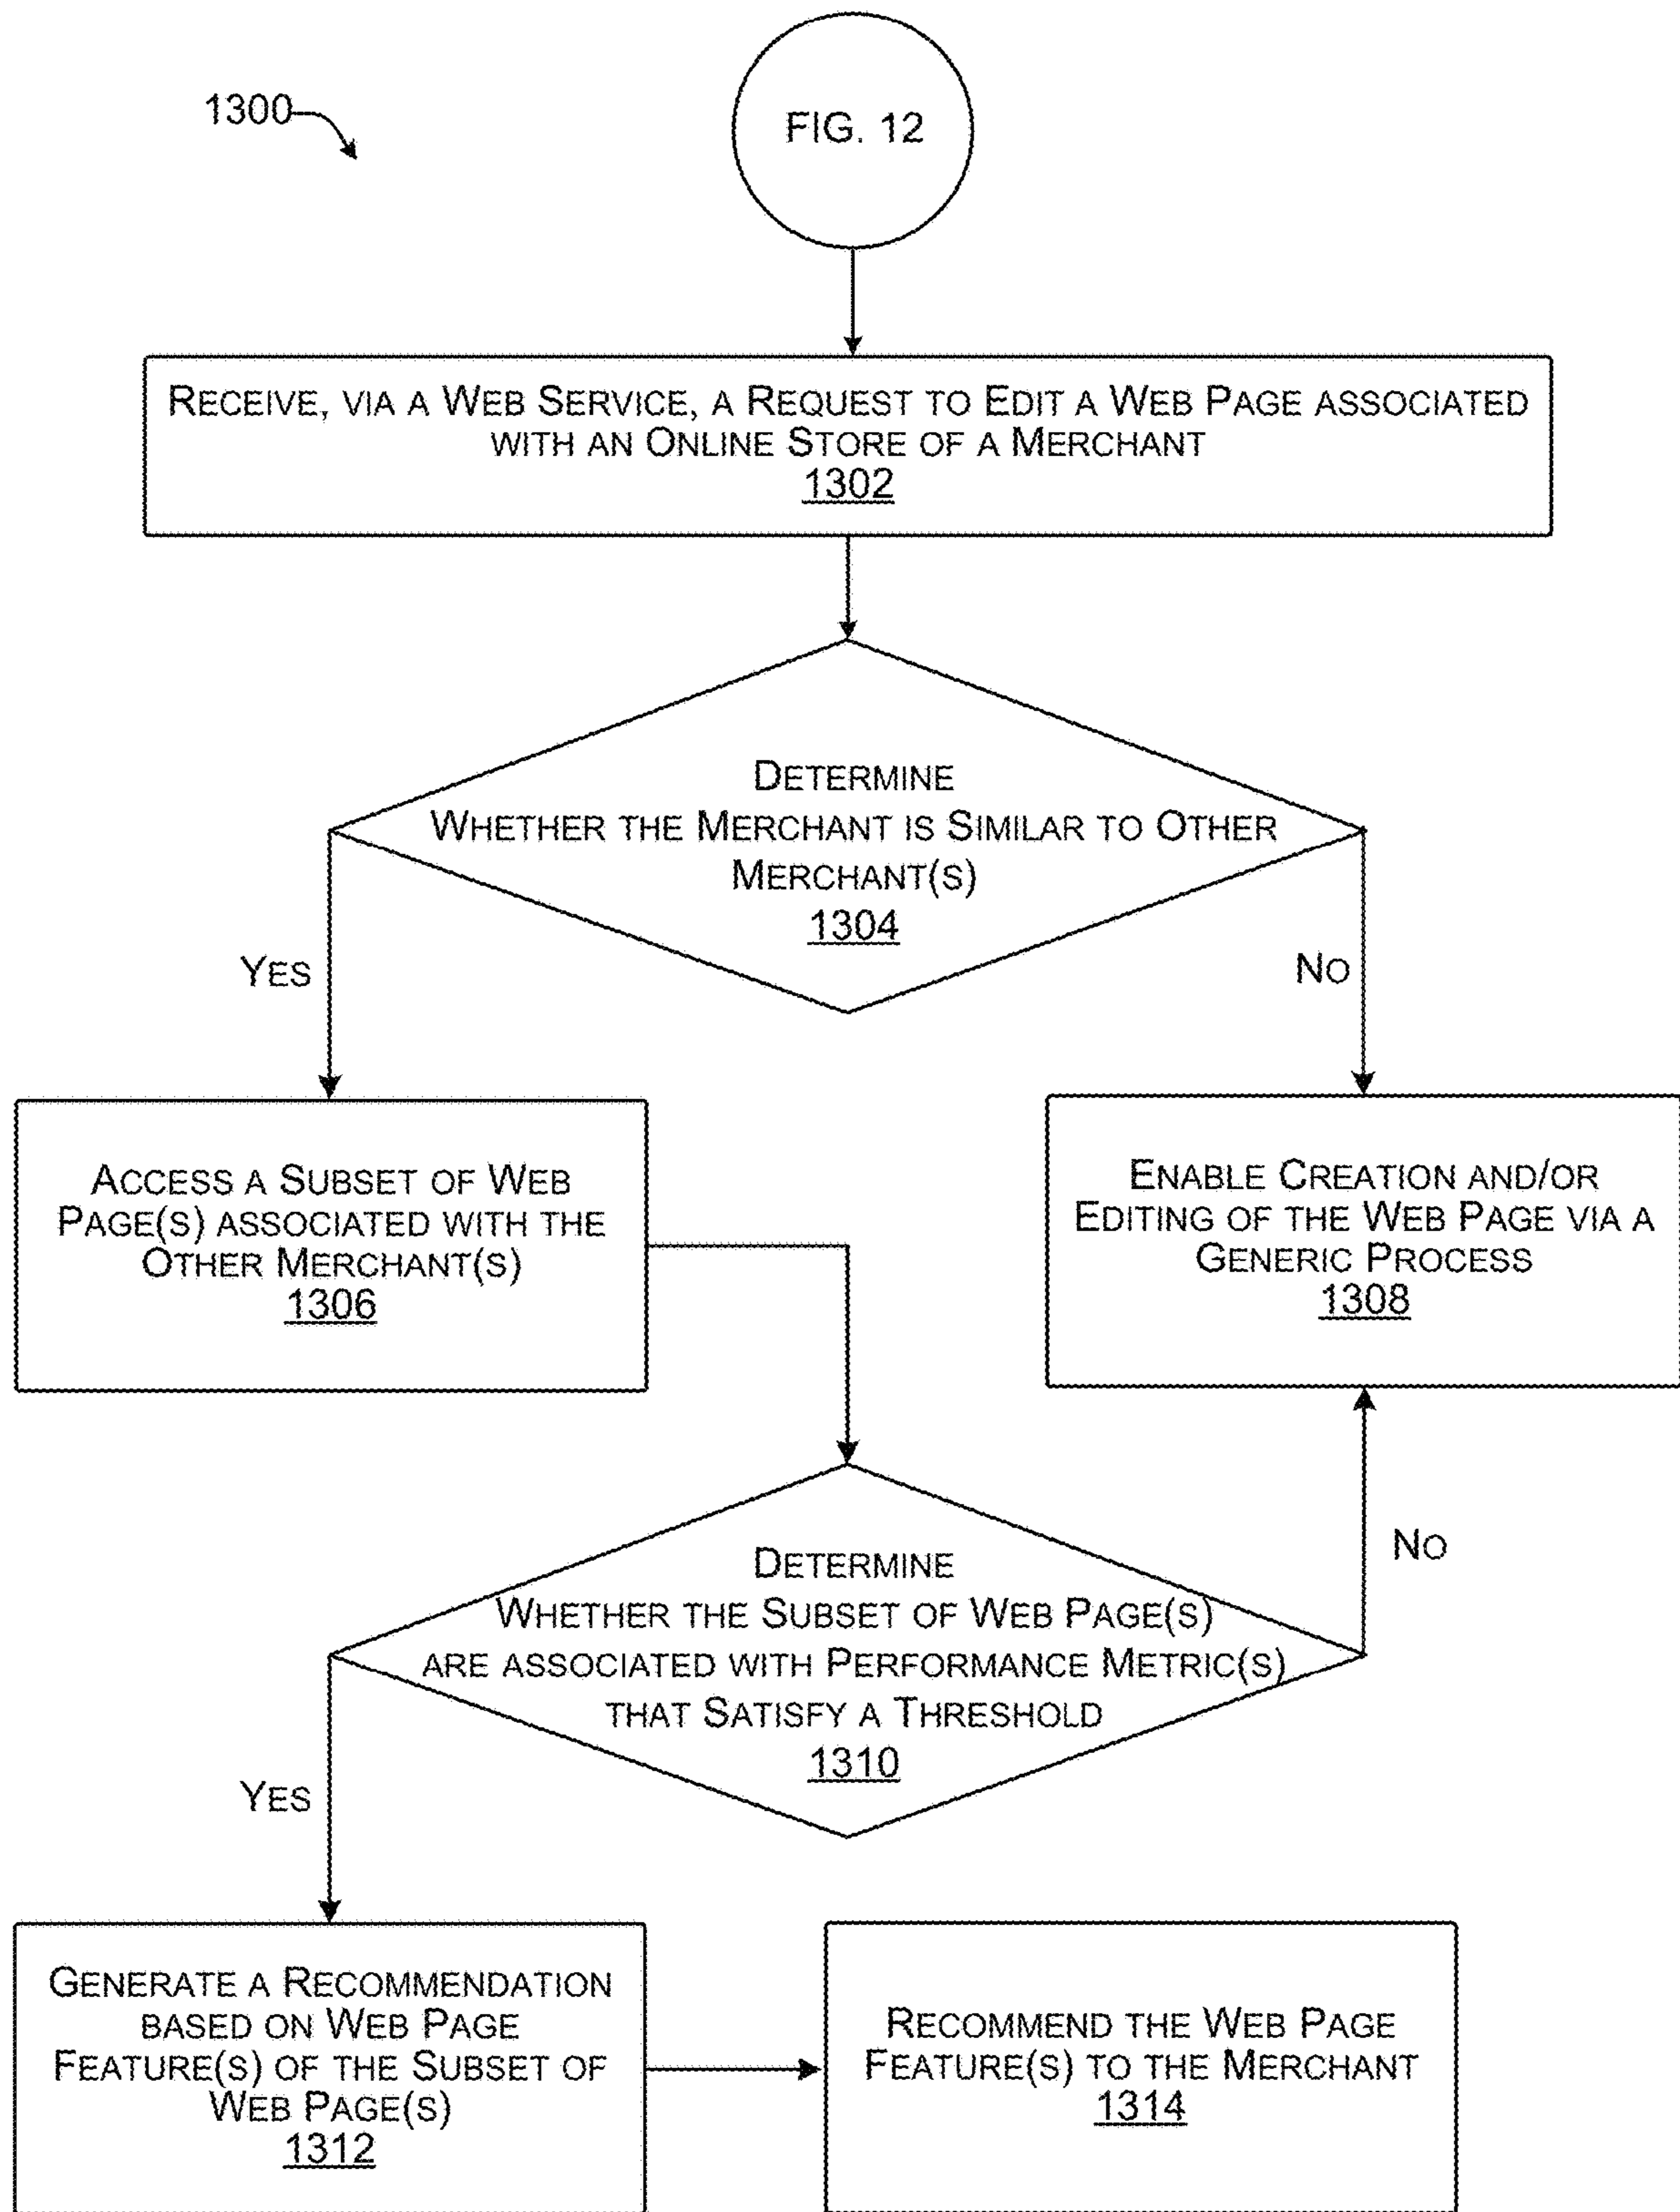 1300
FIG. 12
RECEIVE, VIA A WEB SERVICE, A REQUEST TO EDIT A WEB PAGE ASSOCIATED
WITH AN ONLINE STORE OF A MERCHANT
1302
DETERMINE
WHETHER THE MERCHANT IS SIMILAR TO OTHER
MERCHANT(S)
1304
YES
NO
ACCESS A SUBSET OF WEB
PAGE(S) ASSOCIATED WITH THE
OTHER MERCHANT(S)
1306
ENABLE CREATION AND/OR
EDITING OF THE WEB PAGE VIA A
GENERIC PROCESS
1308
DETERMINE
WHETHER THE SUBSET OF WEB PAGE(S)
ARE ASSOCIATED WITH PERFORMANCE METRIC(S)
THAT SATISFY A THRESHOLD
1310
NO
YES
GENERATE A RECOMMENDATION
BASED ON WEB PAGE
FEATURE(S) OF THE SUBSET OF
WEB PAGE(S)
1312
RECOMMEND THE WEB PAGE
FEATURE(S) TO THE MERCHANT
1314